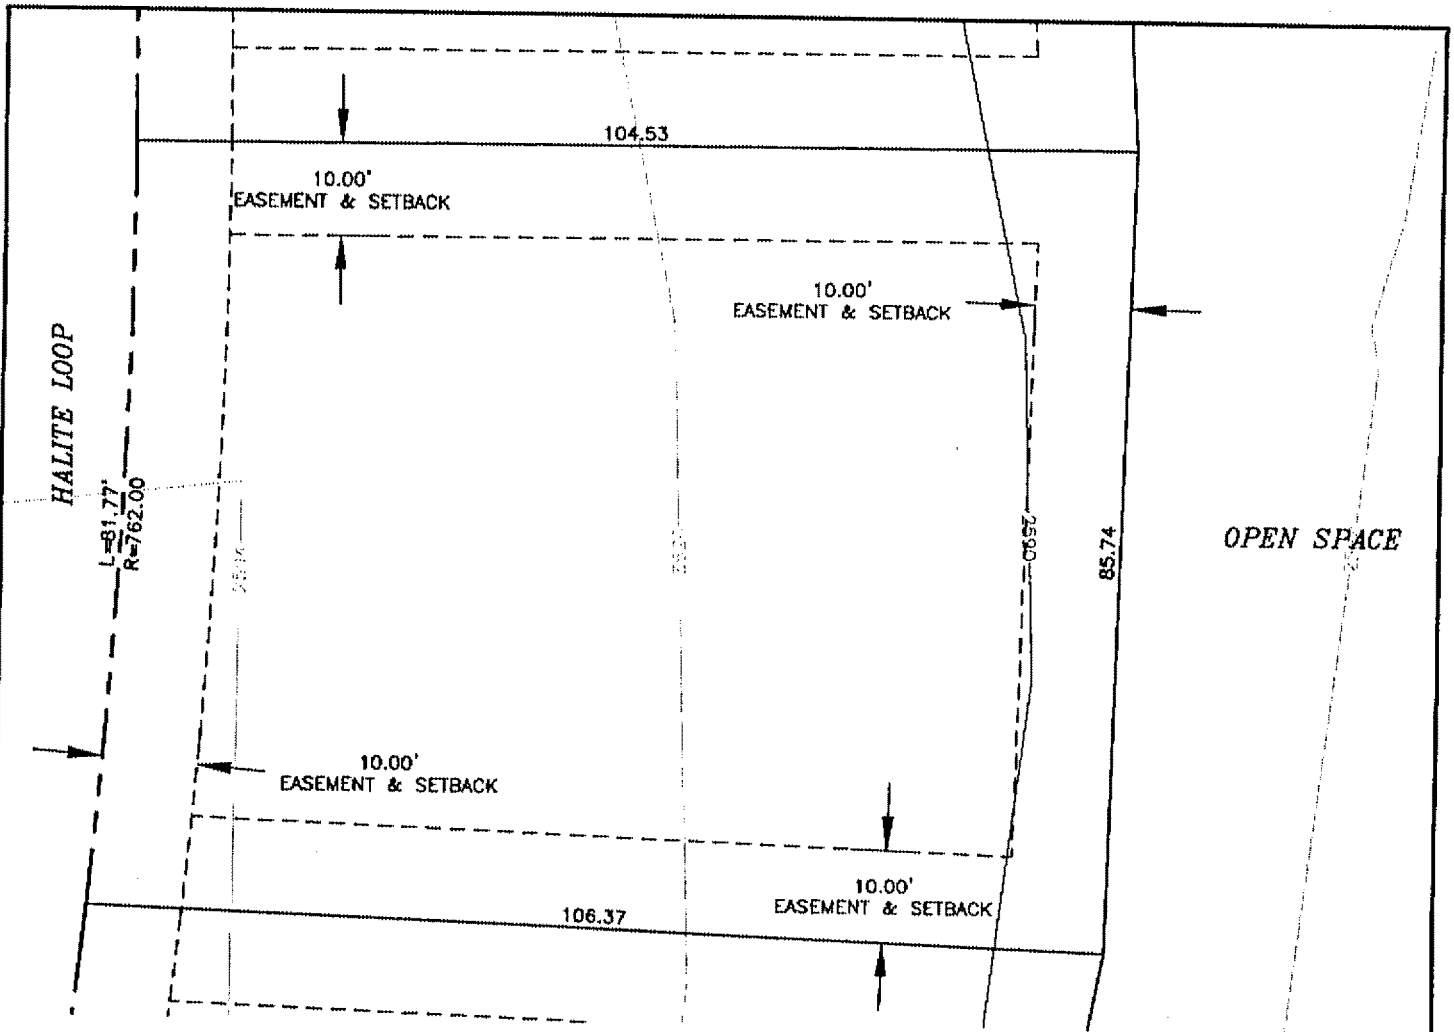 104.53
10.00'
EASEMENT & SETBACK
10.00'
EASEMENT & SETBACK
HALITE LOOP
L=81.77'
R=762.00
2590
85.74
OPEN SPACE
10.00'
EASEMENT & SETBACK
10.00'
EASEMENT & SETBACK
106.37